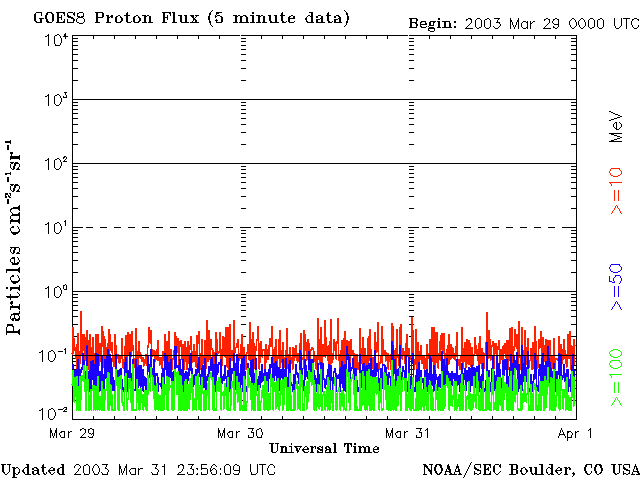 GOES8 Proton Flux (5 minute data)
Begin: 2003 Mar 29 0000 UTC
10⁴
10³
10²
10¹
10⁰
10⁻¹
10⁻²
Particles cm⁻²s⁻¹sr⁻¹
MeV
>=10
>=50
>=100
Mar 29
Mar 30
Mar 31
Apr 1
Universal Time
Updated 2003 Mar 31 23:56:09 UTC
NOAA/SEC Boulder, CO USA